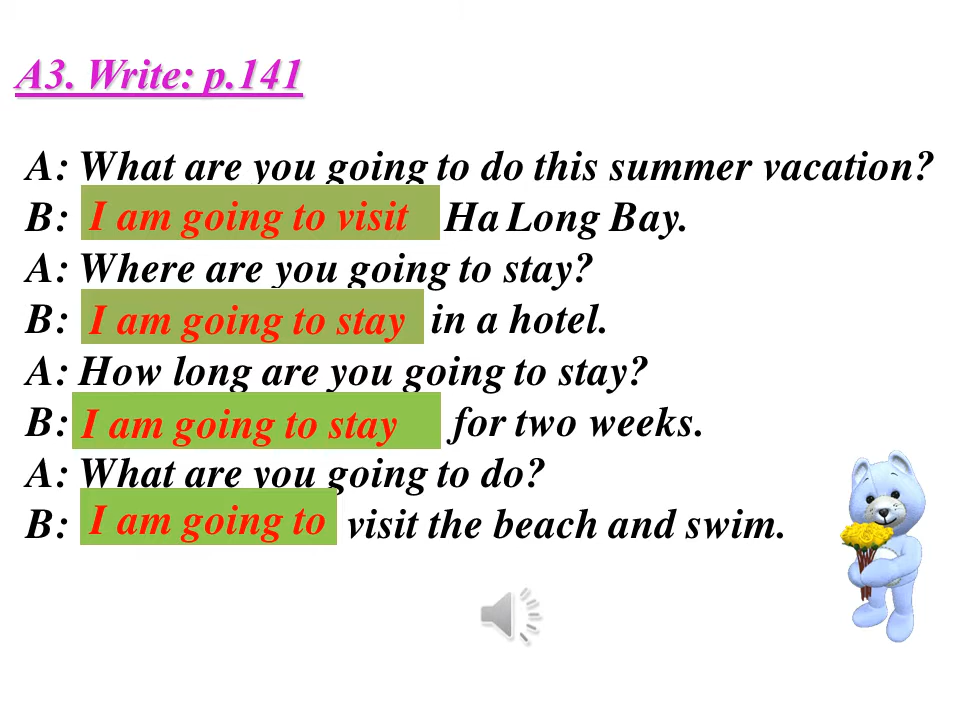 A3. Write: p.141
A: What are you going to do this summer vacation?
B: I am going to visit Ha Long Bay.
A: Where are you going to stay?
B: I am going to stay in a hotel.
A: How long are you going to stay?
B: I am going to stay for two weeks.
A: What are you going to do?
B: I am going to visit the beach and swim.